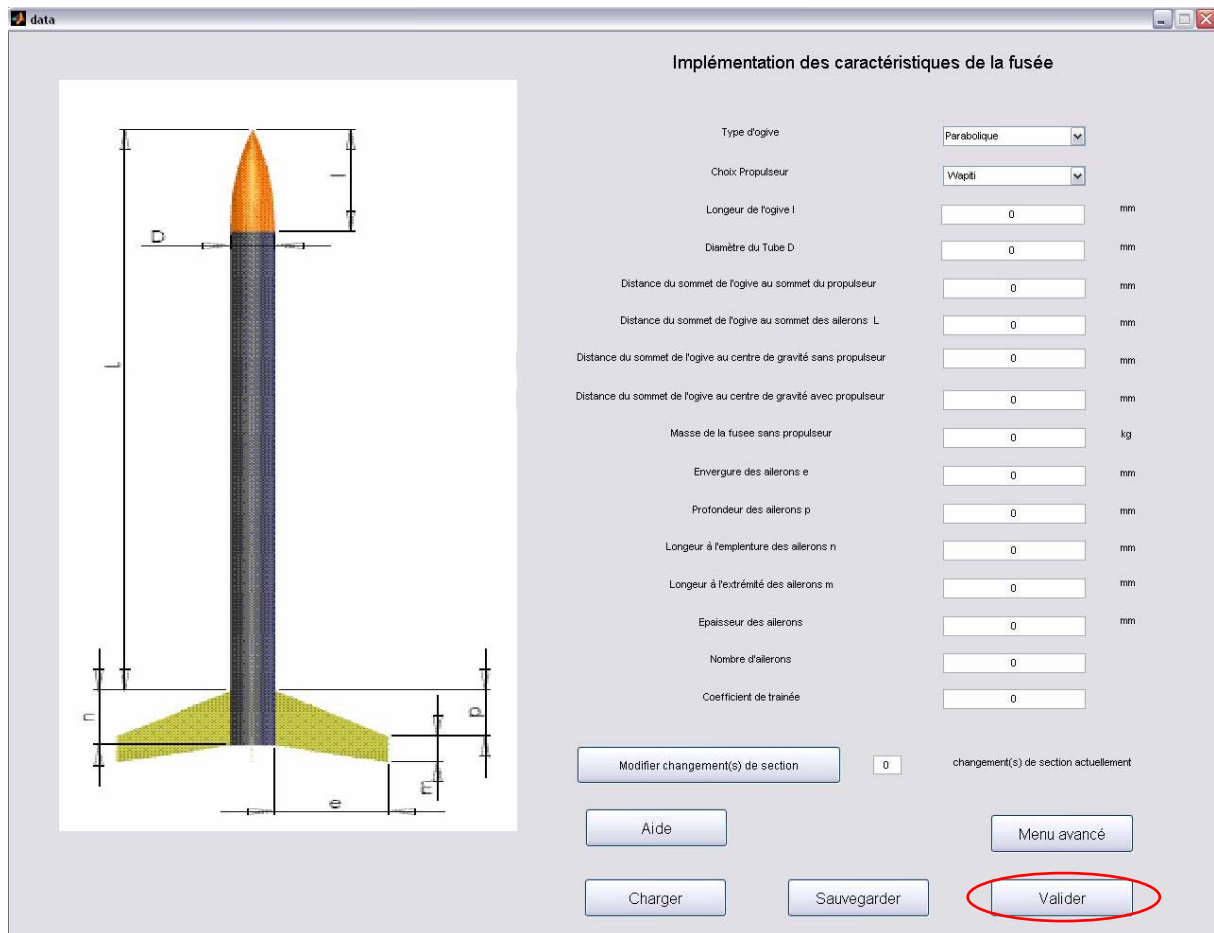 data
Implémentation des caractéristiques de la fusée
Type d'ogive
Parabolique
Choix Propulseur
Wapiti
Longeur de l'ogive l
0
mm
Diamètre du Tube D
0
mm
Distance du sommet de l'ogive au sommet du propulseur
0
mm
Distance du sommet de l'ogive au sommet des ailerons L
0
mm
Distance du sommet de l'ogive au centre de gravité sans propulseur
0
mm
Distance du sommet de l'ogive au centre de gravité avec propulseur
0
mm
Masse de la fusee sans propulseur
0
kg
Envergure des ailerons e
0
mm
Profondeur des ailerons p
0
mm
Longeur à l'emplenture des ailerons n
0
mm
Longeur à l'extrémité des ailerons m
0
mm
Epaisseur des ailerons
0
mm
Nombre d'ailerons
0
Coefficient de trainée
0
Modifier changement(s) de section
0
changement(s) de section actuellement
Aide
Menu avancé
Charger
Sauvegarder
Valider
l
D
L
n
p
m
e